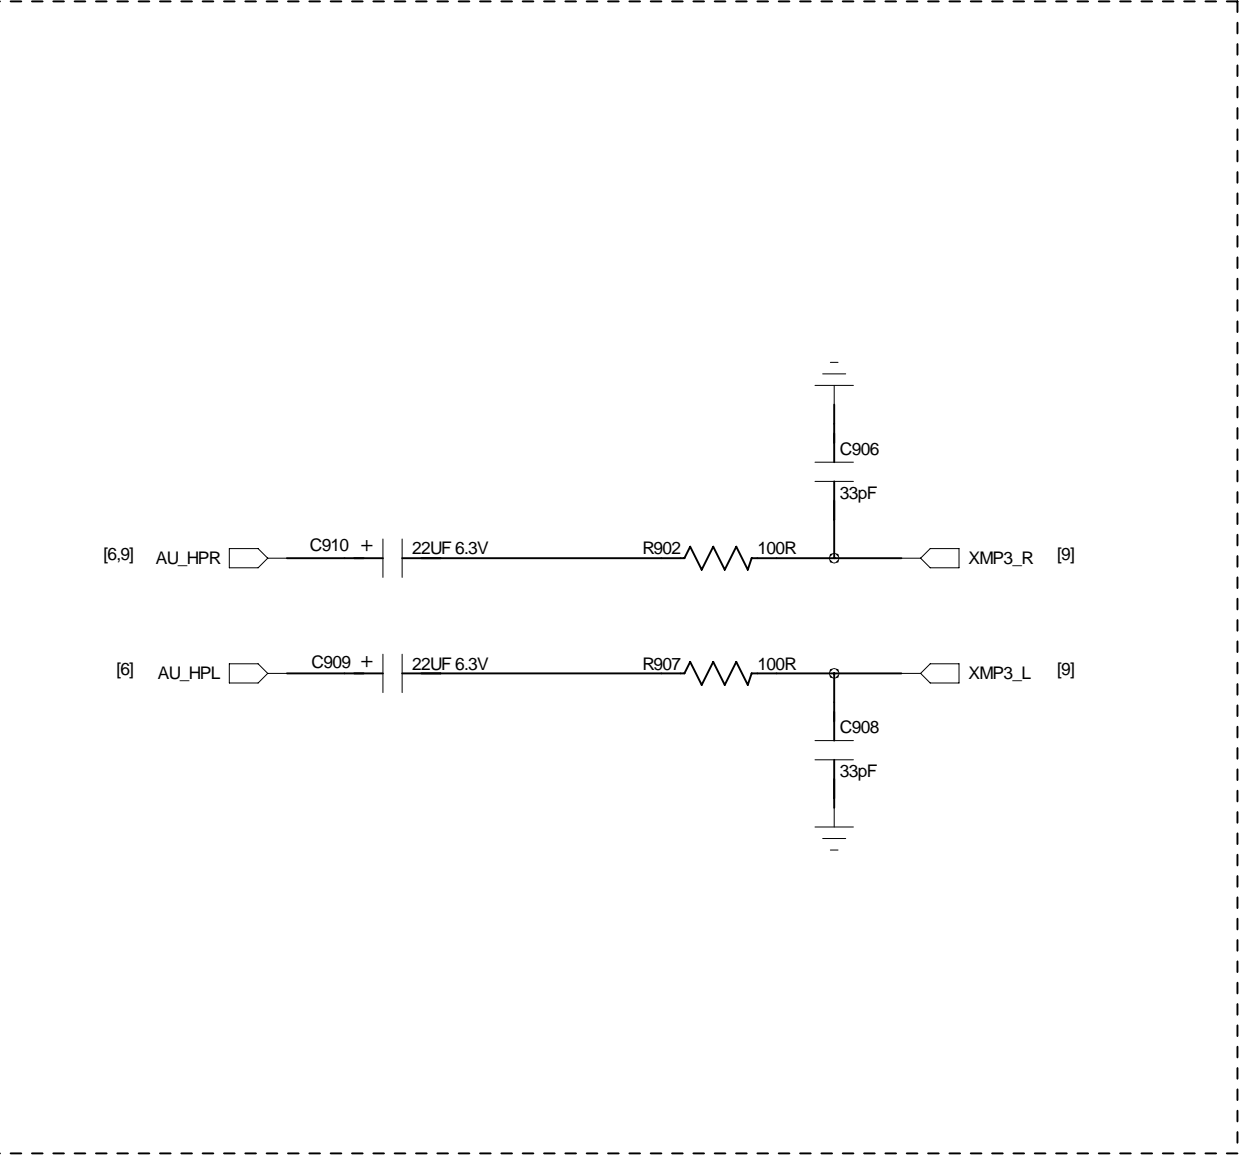 C906
33pF
[6,9] AU_HPR C910 + 22UF 6.3V R902 100R XMP3_R [9]
[6] AU_HPL C909 + 22UF 6.3V R907 100R XMP3_L [9]
C908
33pF